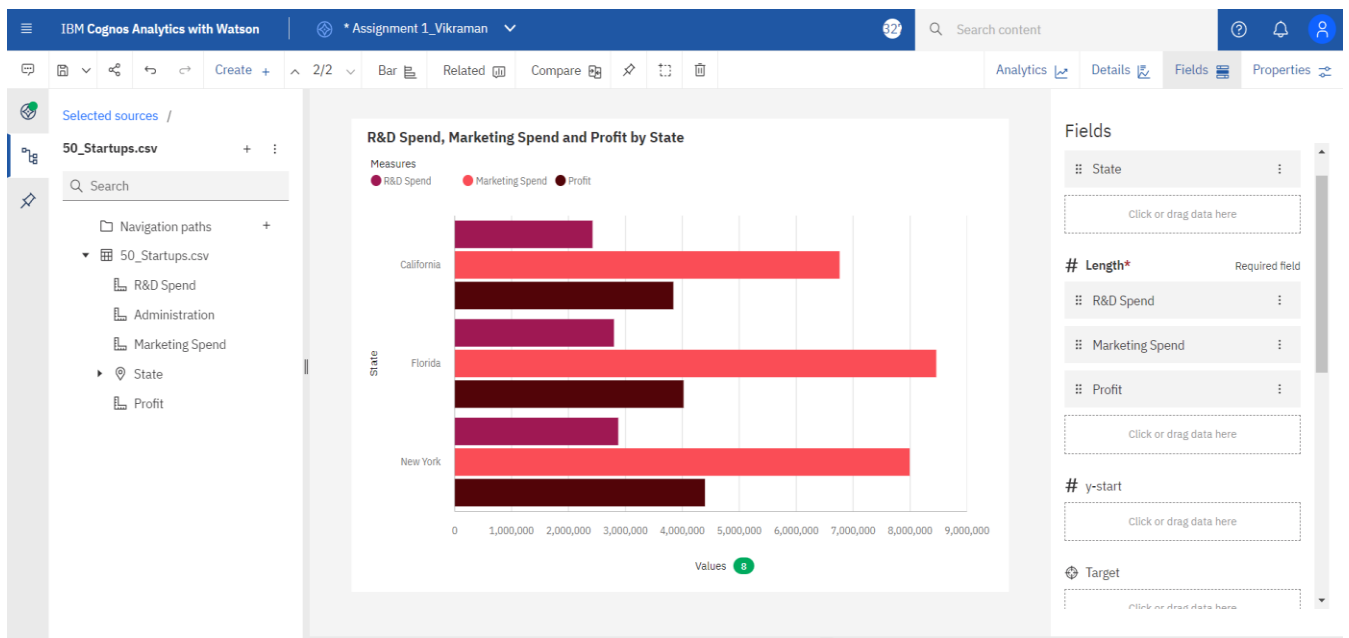 IBM Cognos Analytics with Watson
* Assignment 1_Vikraman
Search content
Create +
2/2
Bar
Related
Compare
Analytics
Details
Fields
Properties
Selected sources /
50_Startups.csv
Search
Navigation paths
50_Startups.csv
R&D Spend
Administration
Marketing Spend
State
Profit
R&D Spend, Marketing Spend and Profit by State
Measures
R&D Spend Marketing Spend Profit
State
California
Florida
New York
0 1,000,000 2,000,000 3,000,000 4,000,000 5,000,000 6,000,000 7,000,000 8,000,000 9,000,000
Values 8
Fields
State
Click or drag data here
# Length* Required field
R&D Spend
Marketing Spend
Profit
Click or drag data here
# y-start
Click or drag data here
Target
Click or drag data here